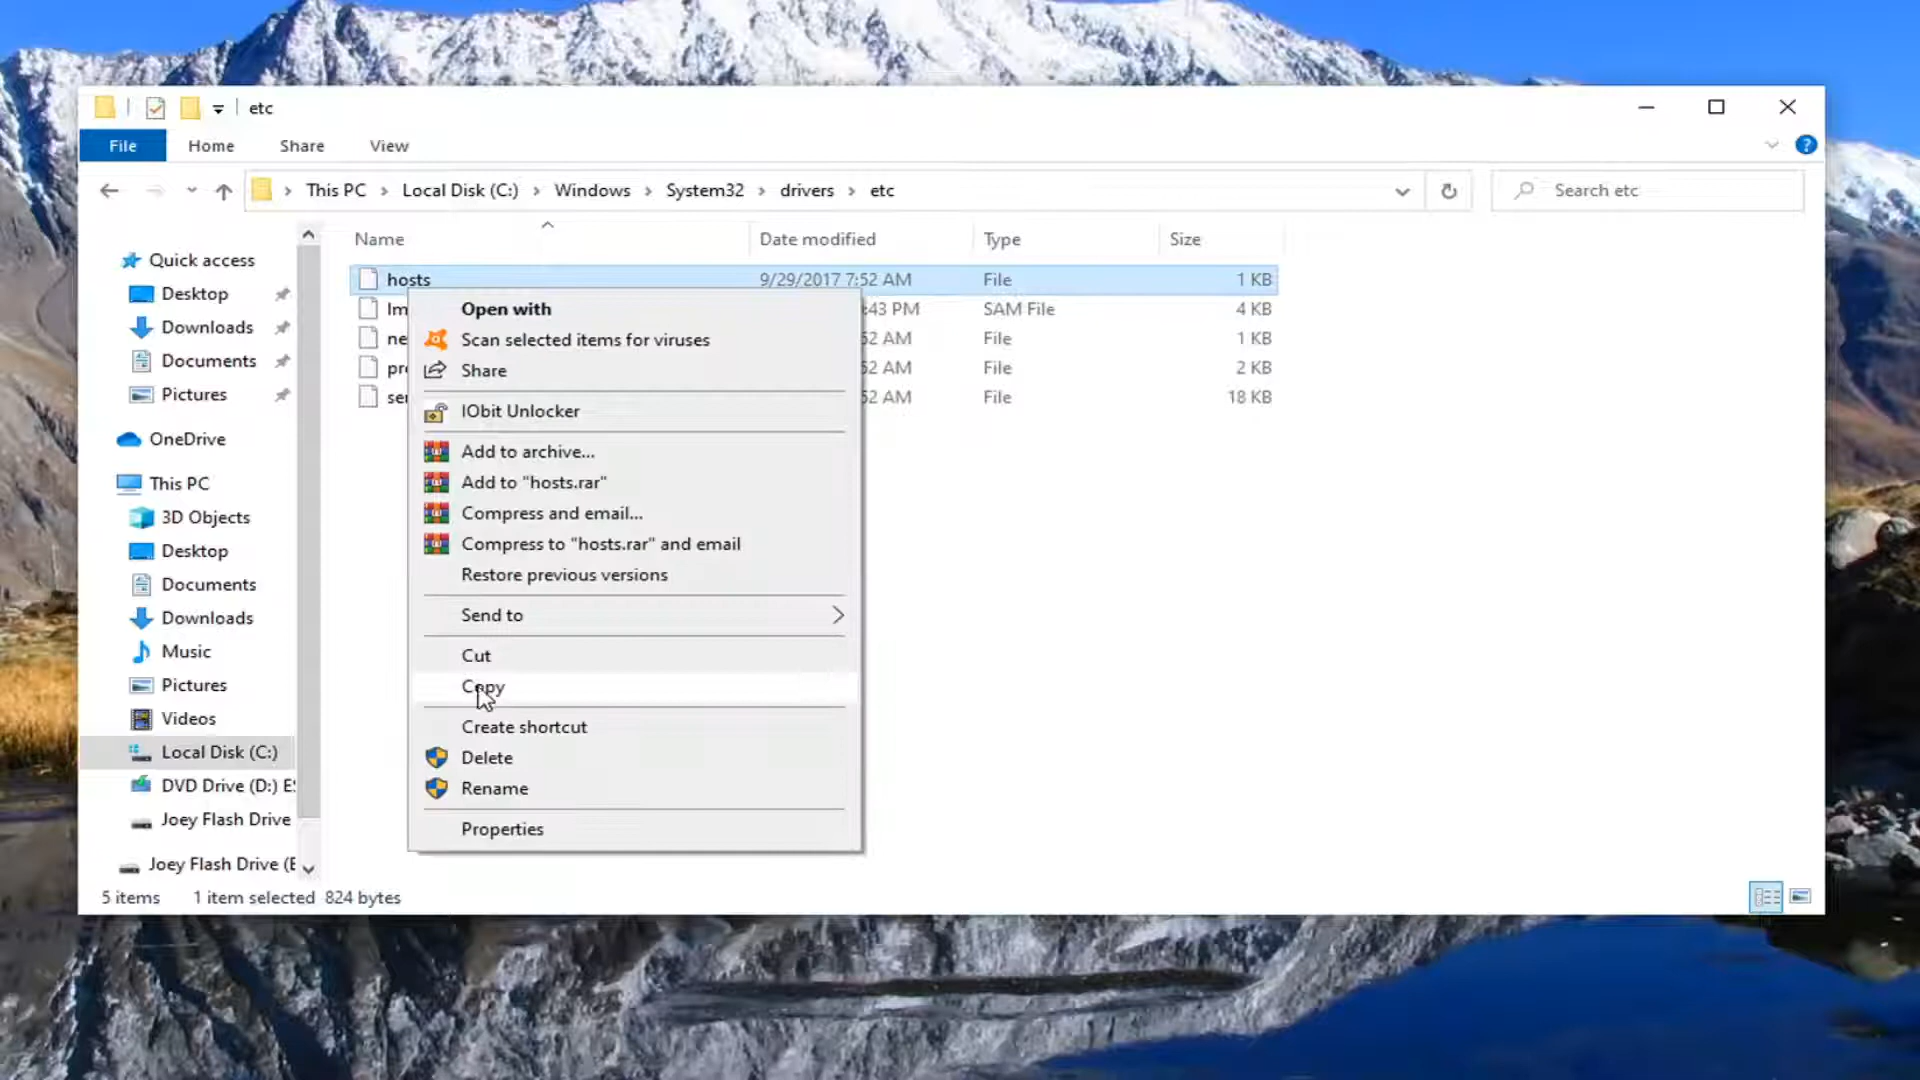 etc
File Home Share View
This PC Local Disk (C:) Windows System32 drivers etc
Search etc
Name Date modified Type Size
hosts 9/29/2017 7:52 AM File 1 KB
:43 PM SAM File 4 KB
52 AM File 1 KB
52 AM File 2 KB
52 AM File 18 KB
Open with
Scan selected items for viruses
Share
IObit Unlocker
Add to archive...
Add to "hosts.rar"
Compress and email...
Compress to "hosts.rar" and email
Restore previous versions
Send to
Cut
Copy
Create shortcut
Delete
Rename
Properties
Quick access
Desktop
Downloads
Documents
Pictures
OneDrive
This PC
3D Objects
Desktop
Documents
Downloads
Music
Pictures
Videos
Local Disk (C:)
DVD Drive (D:) E
Joey Flash Drive
Joey Flash Drive (E
5 items 1 item selected 824 bytes